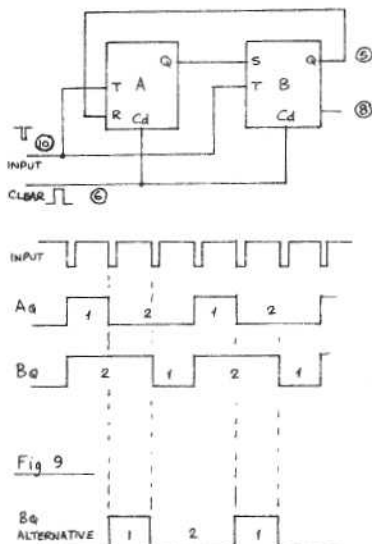 Q S Q ⑤
T A T B
R Cd Cd ⑧
⑩
INPUT
CLEAR ⑥
INPUT
AQ 1 2 1 2
BQ 2 1 2 1
Fig 9
BQ 1 2 1
ALTERNATIVE